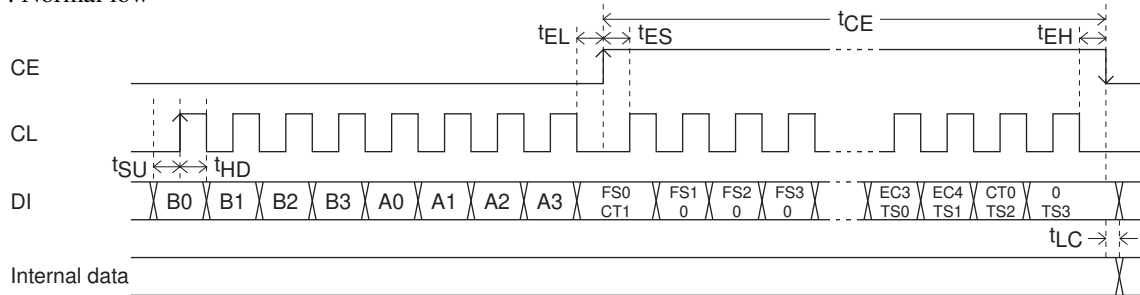 : Normal low
tCE
tEL tES tEH
CE
CL
tSU tHD
DI B0 B1 B2 B3 A0 A1 A2 A3 FS0 FS1 FS2 FS3 EC3 EC4 CT0 0
CT1 0 0 0 TS0 TS1 TS2 TS3
tLC
Internal data